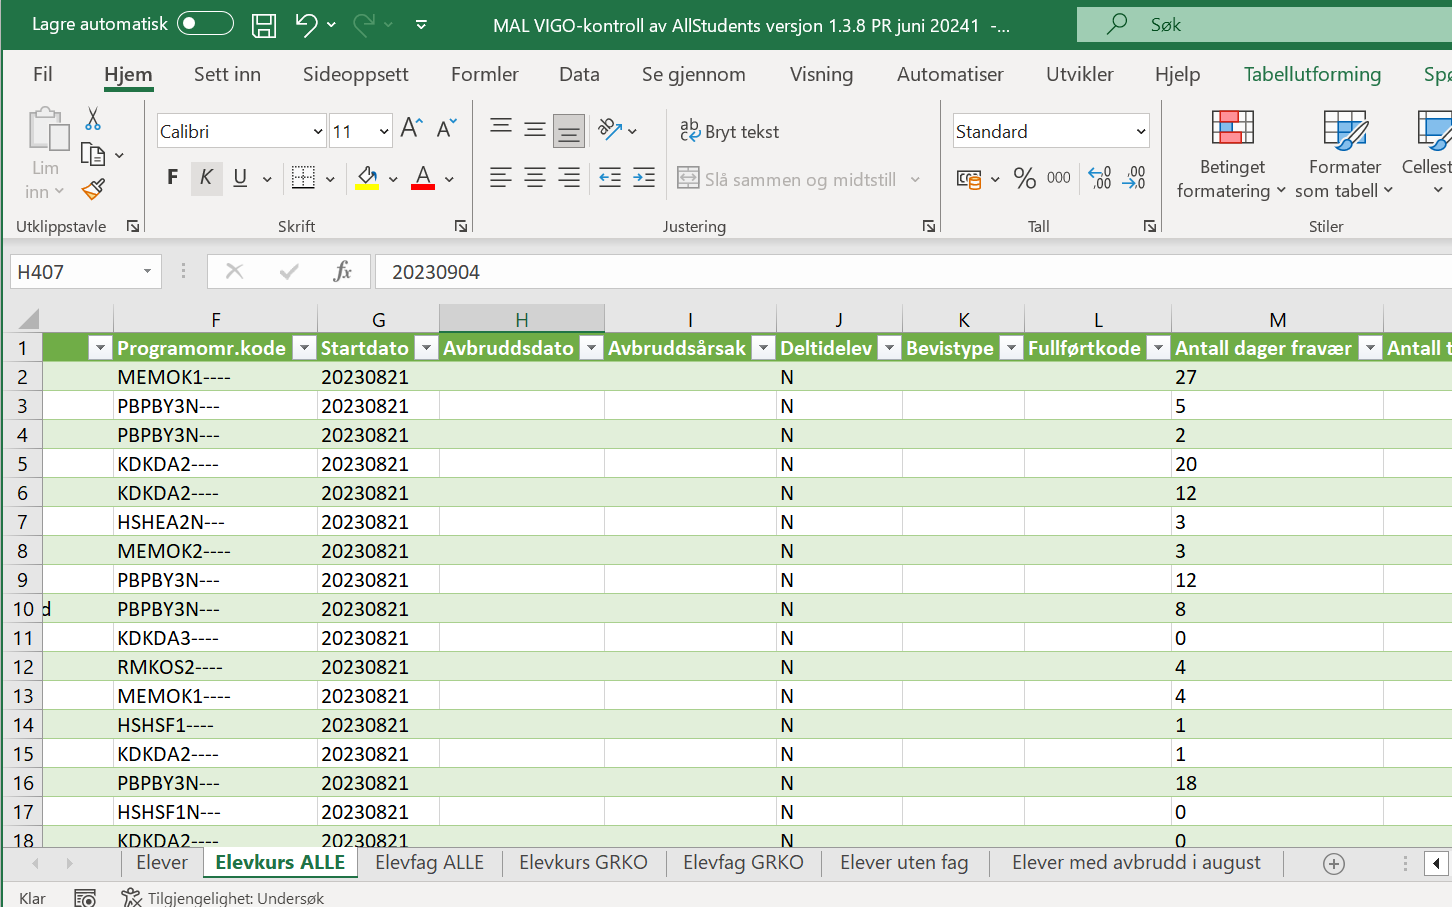 Lagre automatisk MAL VIGO-kontroll av AllStudents versjon 1.3.8 PR juni 20241 -... Søk
Fil Hjem Sett inn Sideoppsett Formler Data Se gjennom Visning Automatiser Utvikler Hjelp Tabellutforming Spø
Calibri 11 A A ab Bryt tekst Standard
Lim inn F K U A Slå sammen og midtstill % 000 ,00 ,00 Betinget formatering Formater som tabell Cellest
Utklippstavle Skrift Justering Tall Stiler
H407 fx 20230904
F G H I J K L M
1 Programomr.kode Startdato Avbruddsdato Avbruddsårsak Deltidelev Bevistype Fullførtkode Antall dager fravær Antall t
2 MEMOK1---- 20230821 N 27
3 PBPBY3N--- 20230821 N 5
4 PBPBY3N--- 20230821 N 2
5 KDKDA2---- 20230821 N 20
6 KDKDA2---- 20230821 N 12
7 HSHEA2N--- 20230821 N 3
8 MEMOK2---- 20230821 N 3
9 PBPBY3N--- 20230821 N 12
10 d PBPBY3N--- 20230821 N 8
11 KDKDA3---- 20230821 N 0
12 RMKOS2---- 20230821 N 4
13 MEMOK1---- 20230821 N 4
14 HSHSF1---- 20230821 N 1
15 KDKDA2---- 20230821 N 1
16 PBPBY3N--- 20230821 N 18
17 HSHSF1N--- 20230821 N 0
18 KDKDA2---- 20230821 N 0
Elever Elevkurs ALLE Elevfag ALLE Elevkurs GRKO Elevfag GRKO Elever uten fag Elever med avbrudd i august
Klar Tilgjengelighet: Undersøk